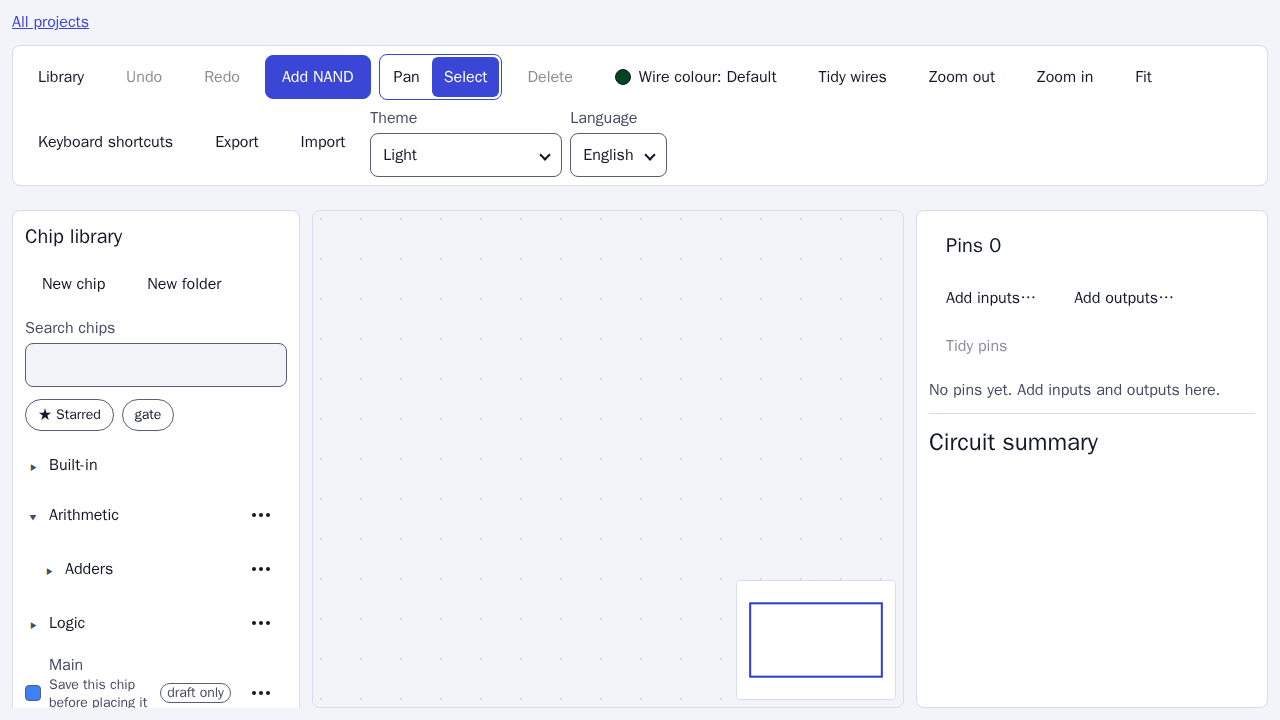 All projects
Library Undo Redo Add NAND Pan Select Delete Wire colour: Default Tidy wires Zoom out Zoom in Fit
Keyboard shortcuts Export Import
Theme
Light
Language
English
Chip library
New chip New folder
Search chips
★ Starred gate
Built-in
Arithmetic
Adders
Logic
Main
Save this chip
before placing it
draft only
Pins 0
Add inputs⋯ Add outputs⋯
Tidy pins
No pins yet. Add inputs and outputs here.
Circuit summary